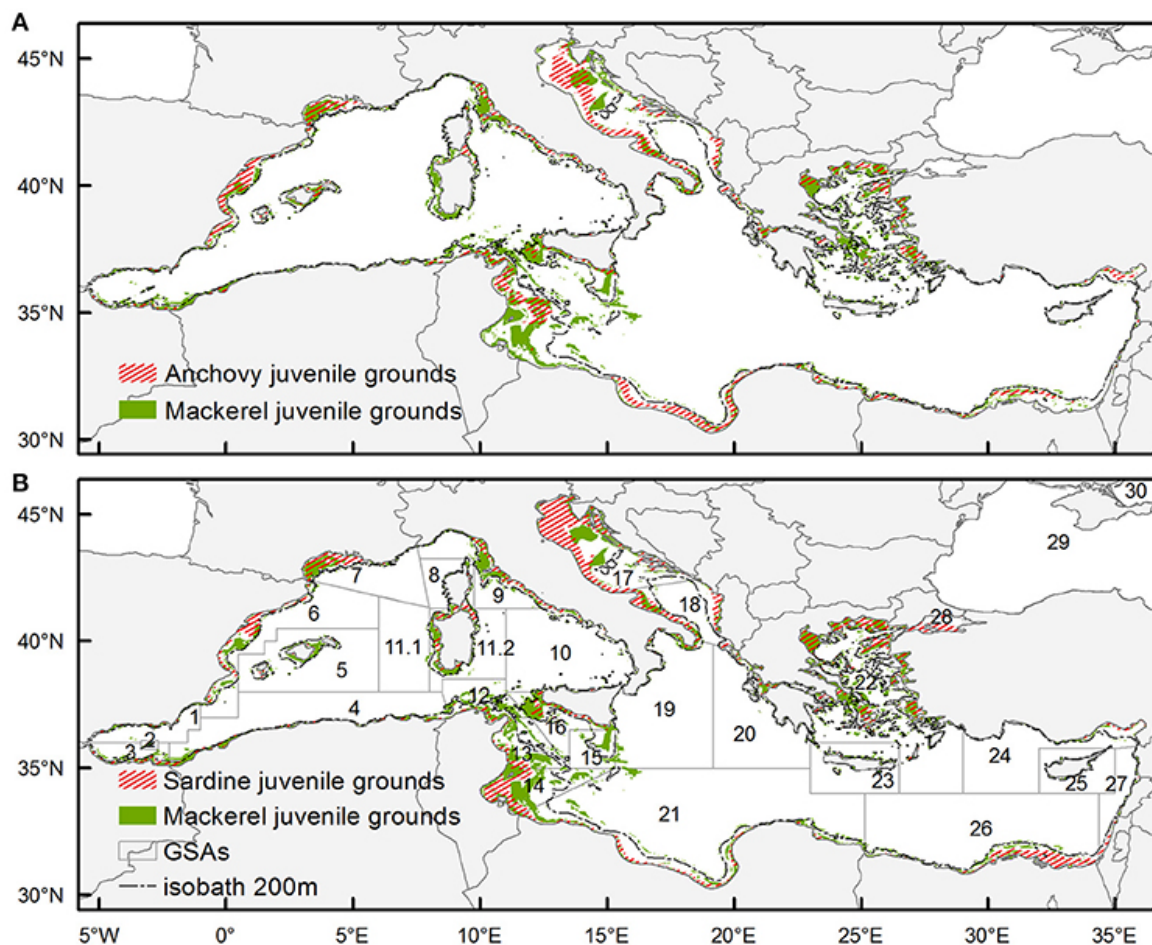 A
45°N
40°N
35°N
30°N
Anchovy juvenile grounds
Mackerel juvenile grounds
B
45°N
40°N
35°N
30°N
30
29
8
7
17
9
18
28
6
11.1
11.2
10
5
22
4
12
19
1
2
3
16
20
13
15
24
23
25
27
14
21
26
Sardine juvenile grounds
Mackerel juvenile grounds
GSAs
isobath 200m
5°W 0° 5°E 10°E 15°E 20°E 25°E 30°E 35°E